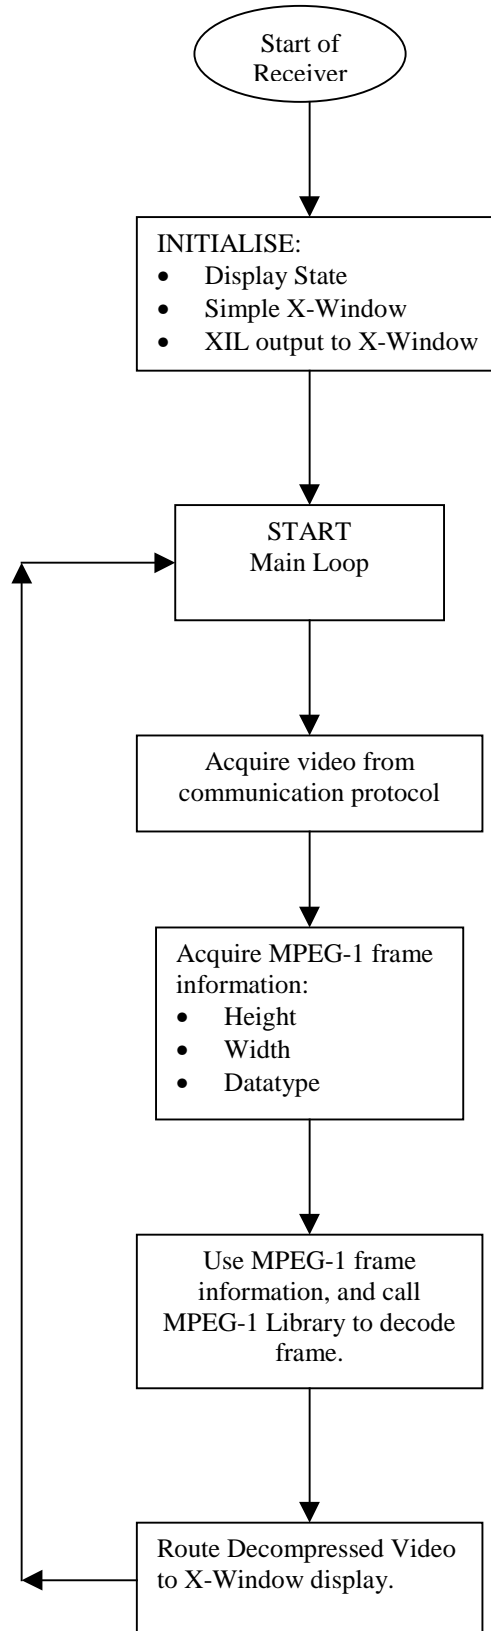 Start of
Receiver
INITIALISE:
• Display State
• Simple X-Window
• XIL output to X-Window
START
Main Loop
Acquire video from
communication protocol
Acquire MPEG-1 frame
information:
• Height
• Width
• Datatype
Use MPEG-1 frame
information, and call
MPEG-1 Library to decode
frame.
Route Decompressed Video
to X-Window display.